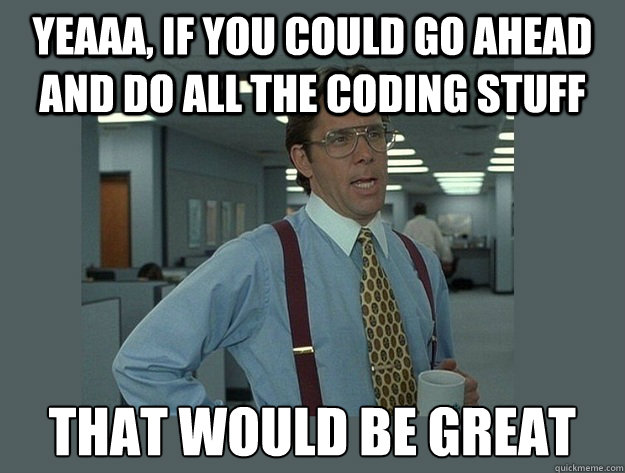 YEAAA, IF YOU COULD GO AHEAD
AND DO ALL THE CODING STUFF
THAT WOULD BE GREAT
quickmeme.com